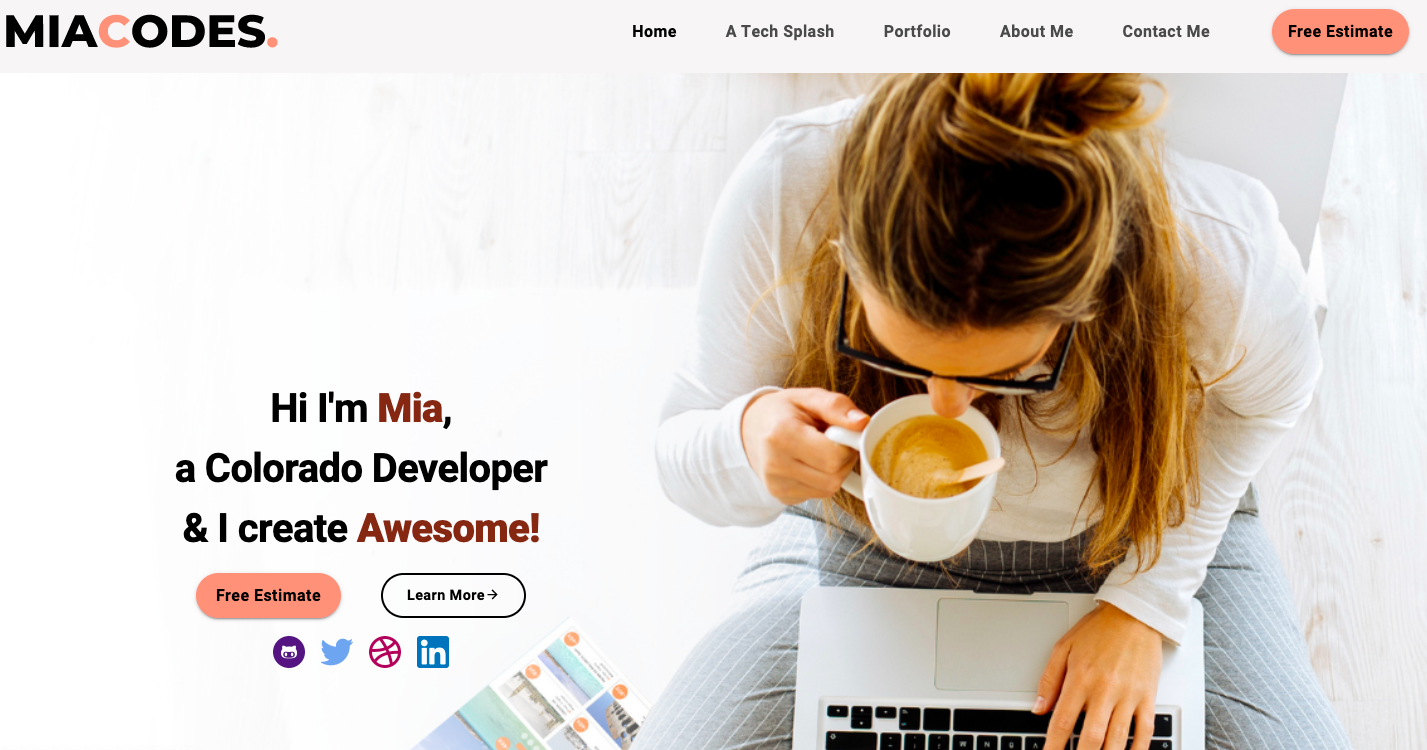 MIACODES.
Home
A Tech Splash
Portfolio
About Me
Contact Me
Free Estimate
Hi I'm Mia,
a Colorado Developer
& I create Awesome!
Free Estimate
Learn More→
in